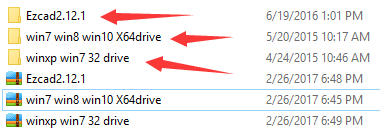 Ezcad2.12.1 6/19/2016 1:01 PM
win7 win8 win10 X64drive 5/20/2015 10:17 AM
winxp win7 32 drive 4/24/2015 10:46 AM
Ezcad2.12.1 2/26/2017 6:48 PM
win7 win8 win10 X64drive 2/26/2017 6:45 PM
winxp win7 32 drive 2/26/2017 6:49 PM